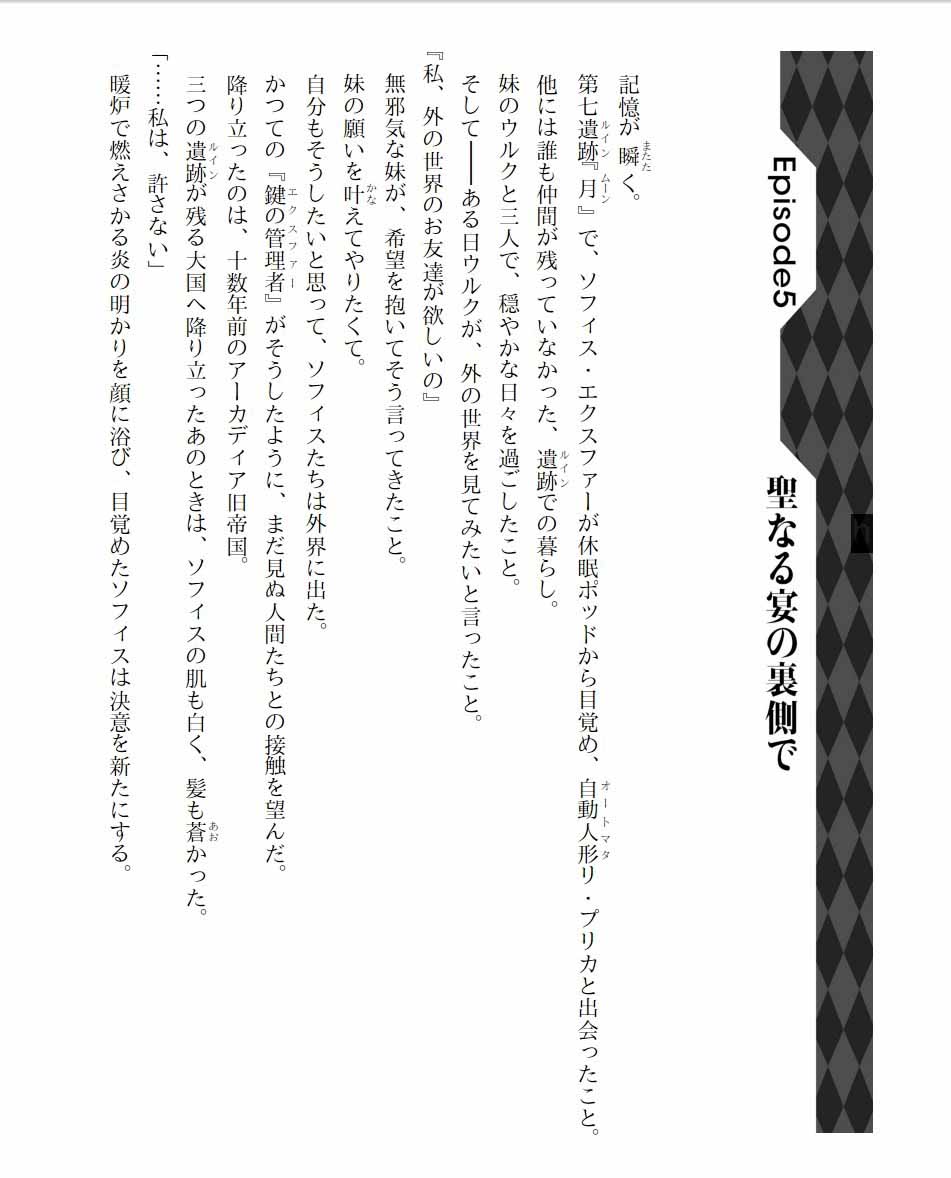 Episode5
聖なる宴の裏側で
記憶が瞬く。
第七遺跡『月』で、ソフィス・エクスファーが休眠ポッドから目覚め、自動人形リ・プリカと出会ったこと。
他には誰も仲間が残っていなかった、遺跡での暮らし。
妹のウルクと三人で、穏やかな日々を過ごしたこと。
そして――ある日ウルクが、外の世界を見てみたいと言ったこと。
『私、外の世界のお友達が欲しいの』
無邪気な妹が、希望を抱いてそう言ってきたこと。
妹の願いを叶えてやりたくて。
自分もそうしたいと思って、ソフィスたちは外界に出た。
かつての『鍵の管理者』がそうしたように、まだ見ぬ人間たちとの接触を望んだ。
降り立ったのは、十数年前のアーカディア旧帝国。
三つの遺跡が残る大国へ降り立ったあのときは、ソフィスの肌も白く、髪も蒼かった。
「……私は、許さない」
暖炉で燃えさかる炎の明かりを顔に浴び、目覚めたソフィスは決意を新たにする。